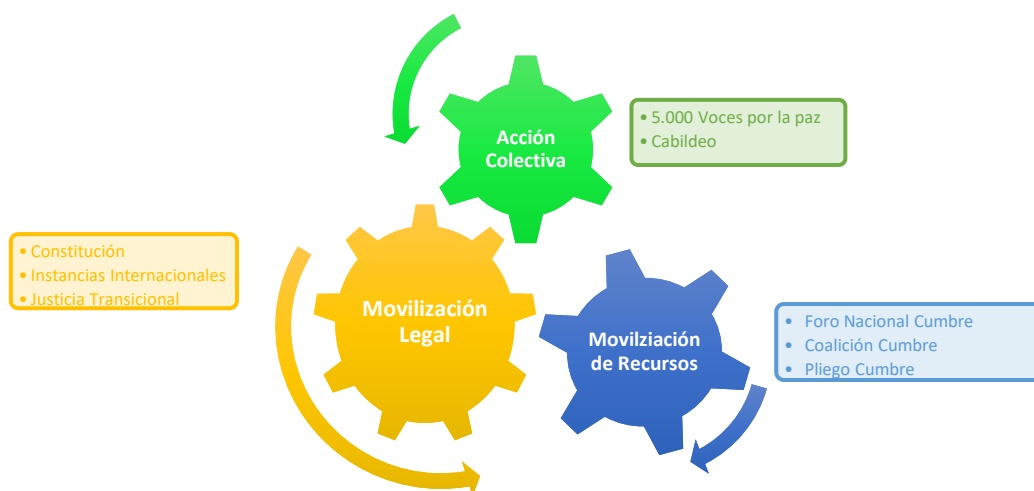 Acción
Colectiva
• 5.000 Voces por la paz
• Cabildeo
• Constitución
• Instancias Internacionales
• Justicia Transicional
Movilización
Legal
Movilziación
de Recursos
• Foro Nacional Cumbre
• Coalición Cumbre
• Pliego Cumbre